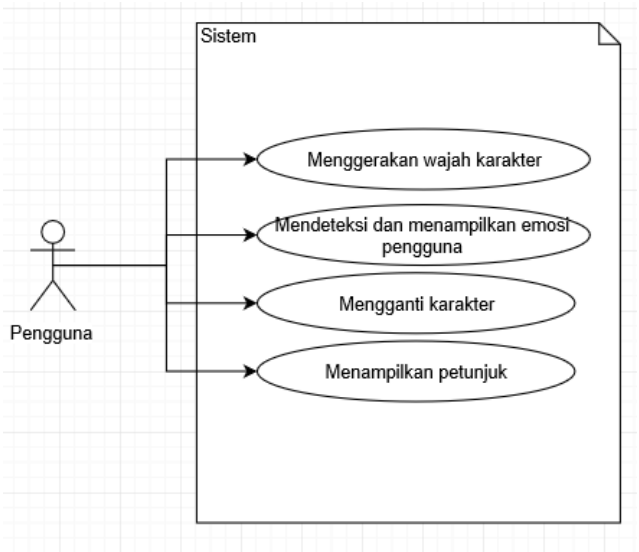 Sistem
Menggerakan wajah karakter
Mendeteksi dan menampilkan emosi
pengguna
Mengganti karakter
Menampilkan petunjuk
Pengguna